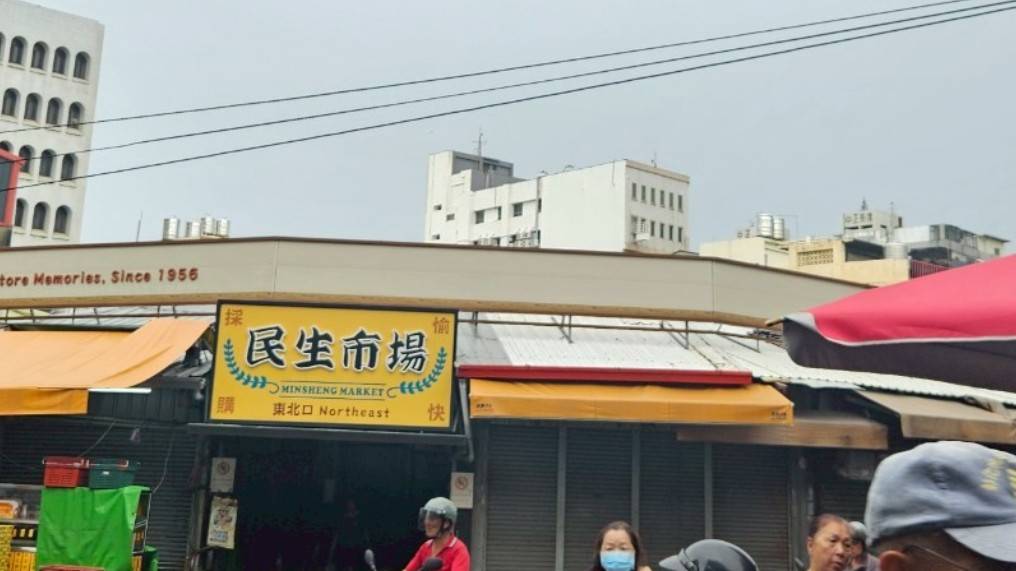 tore Memories, Since 1956
採 愉
民生市場
MINSHENG MARKET
購 快
東北口 Northeast